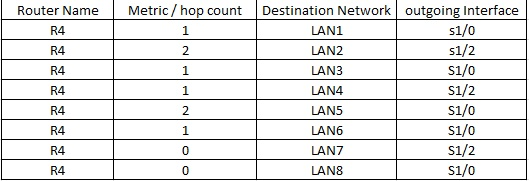 Router Name Metric / hop count Destination Network outgoing Interface
R4 1 LAN1 s1/0
R4 2 LAN2 s1/2
R4 1 LAN3 S1/0
R4 1 LAN4 S1/2
R4 2 LAN5 S1/0
R4 1 LAN6 S1/0
R4 0 LAN7 S1/2
R4 0 LAN8 S1/0